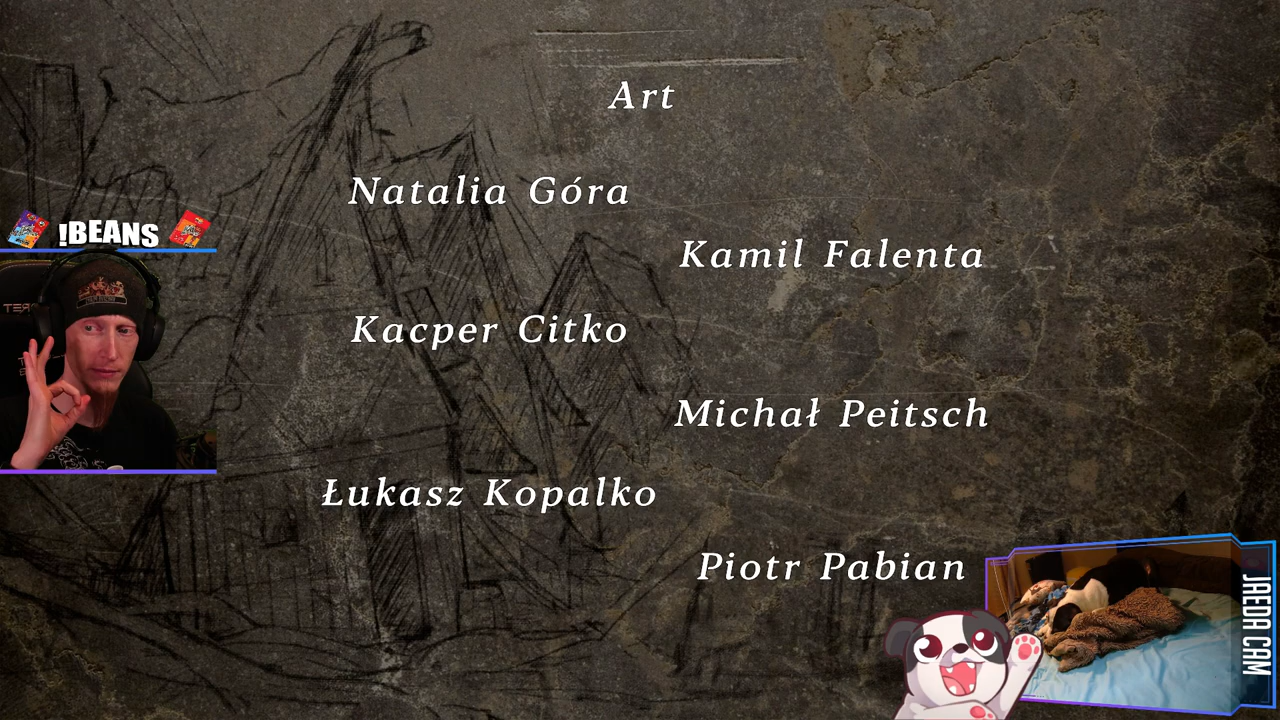 Art
Natalia Góra
Kamil Falenta
!BEANS
Kacper Citko
Michał Peitsch
Łukasz Kopalko
Piotr Pabian
JAEDA CAM